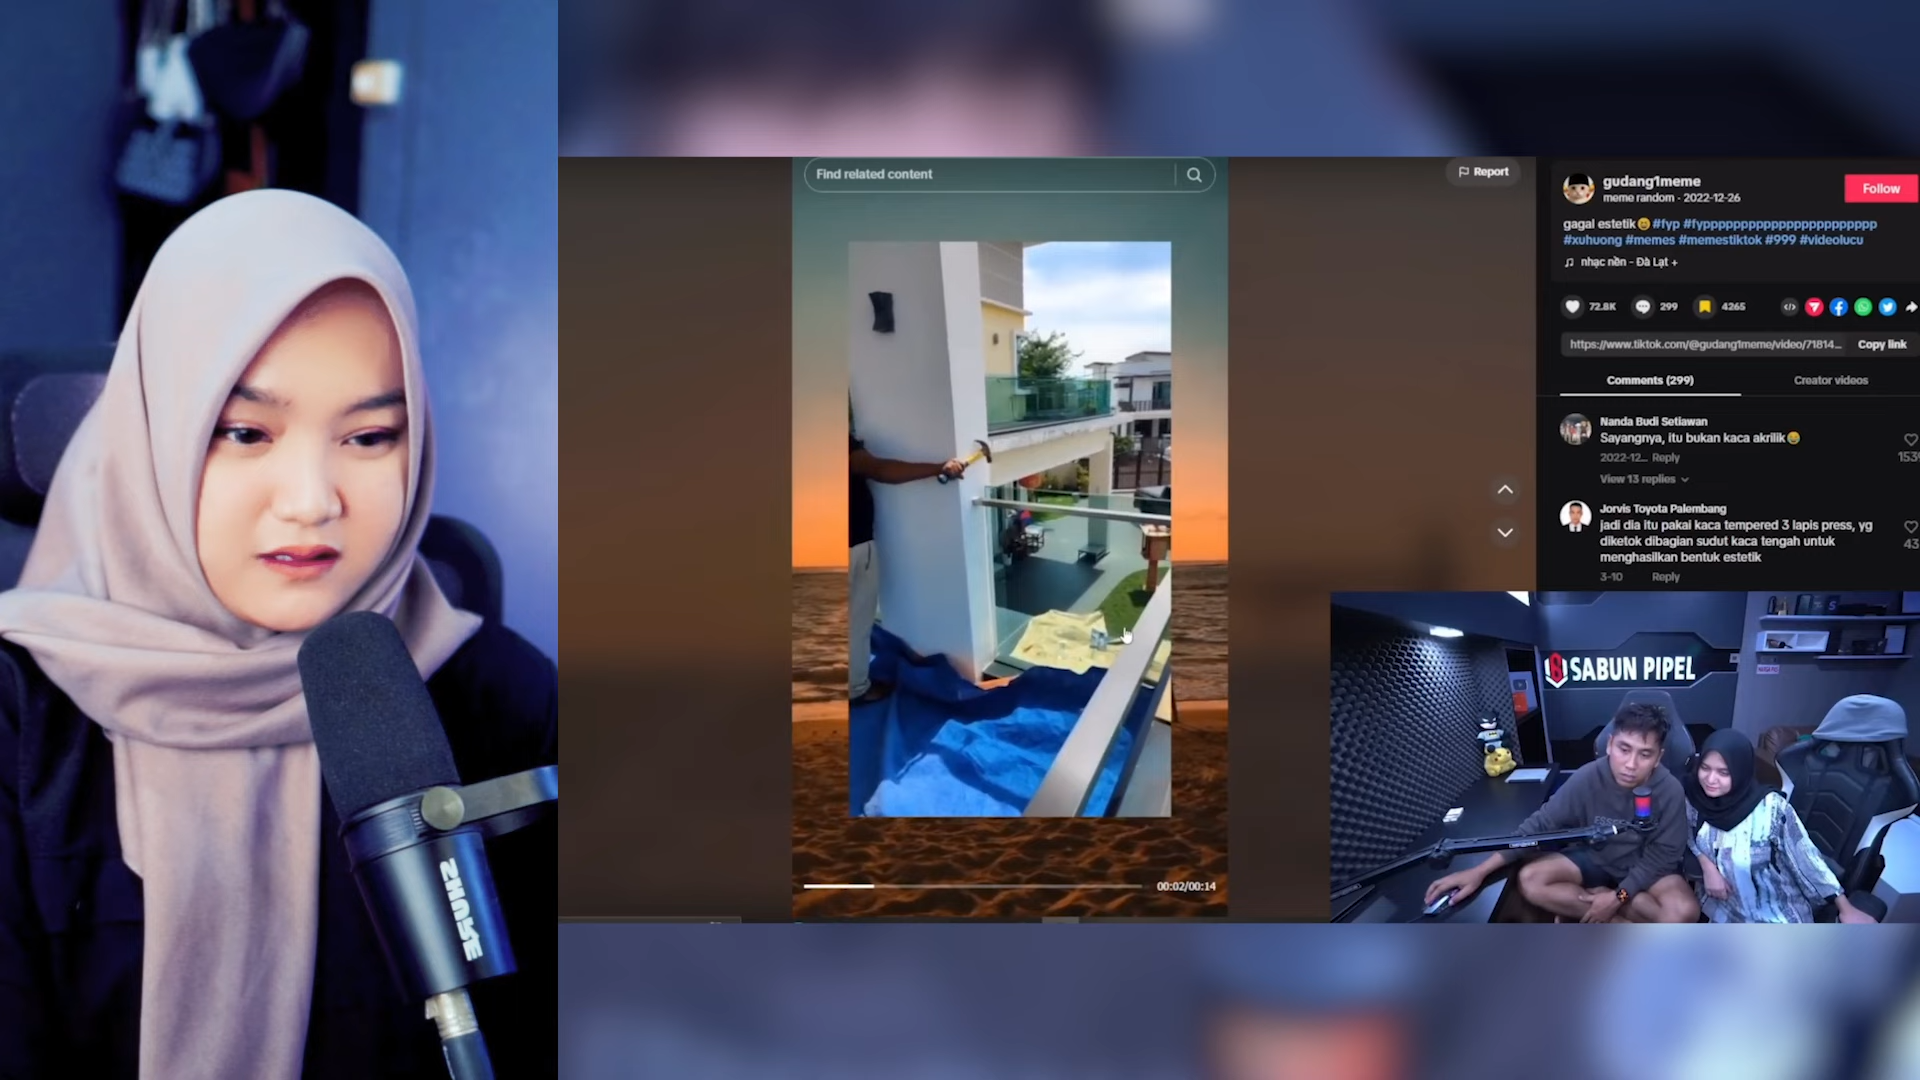 Find related content
Report
gudang1meme
meme random · 2022-12-26
Follow
gagal estetik😆 #fyp #fyppppppppppppppppppppppp
#xuhuong #memes #memestiktok #999 #videolucu
nhạc nền - Đà Lạt +
72.8K
299
4265
https://www.tiktok.com/@gudang1meme/video/71814...
Copy link
Comments (299)
Creator videos
Nanda Budi Setiawan
Sayangnya, itu bukan kaca akrilik😅
2022-12... Reply
View 13 replies
Jorvis Toyota Palembang
jadi dia itu pakai kaca tempered 3 lapis press, yg
diketok dibagian sudut kaca tengah untuk
menghasilkan bentuk estetik
43
3-10 Reply
SABUN PIPEL
00:02/00:14
SHURE